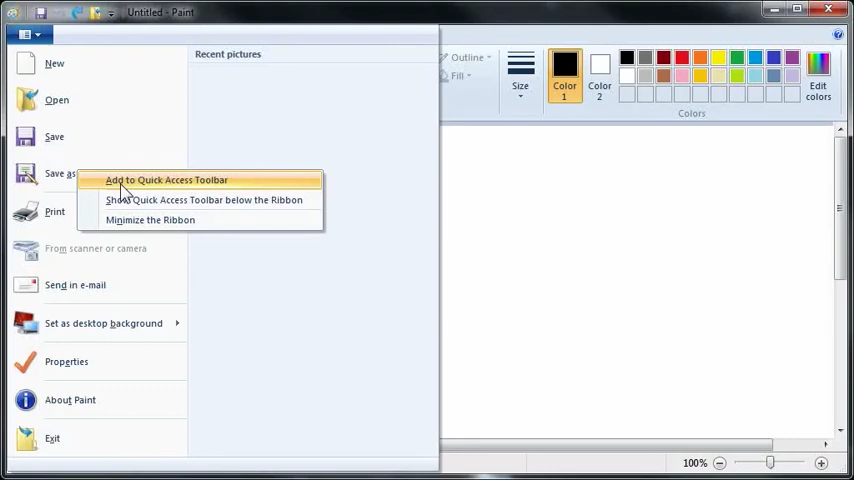 Untitled - Paint
Recent pictures
New
Open
Save
Save as
Print
From scanner or camera
Send in e-mail
Set as desktop background
Properties
About Paint
Exit
Add to Quick Access Toolbar
Show Quick Access Toolbar below the Ribbon
Minimize the Ribbon
Outline
Fill
Size
Color 1
Color 2
Edit colors
Colors
100%